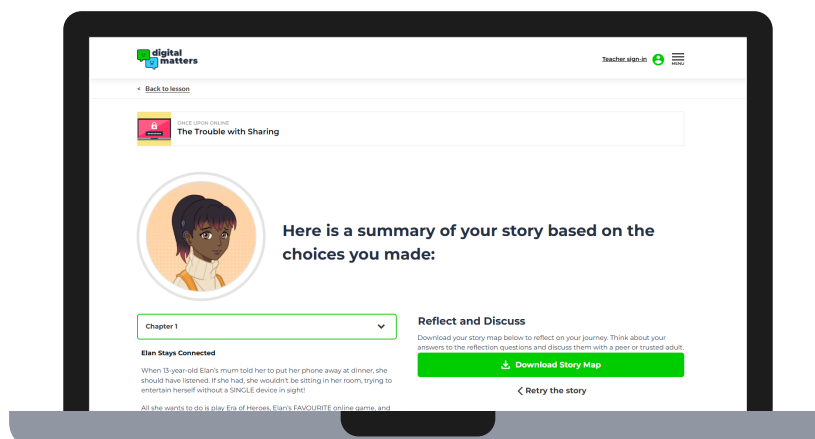 digital
matters
Teacher sign-in
MENU
< Back to lesson
ONCE UPON ONLINE
The Trouble with Sharing
Here is a summary of your story based on the
choices you made:
Chapter 1
Elan Stays Connected
When 13-year-old Elan's mum told her to put her phone away at dinner, she
should have listened. If she had, she wouldn't be sitting in her room, trying to
entertain herself without a SINGLE device in sight!
All she wants to do is play Era of Heroes, Elan's FAVOURITE online game, and
Reflect and Discuss
Download your story map below to reflect on your journey. Think about your
answers to the reflection questions and discuss them with a peer or trusted adult.
Download Story Map
< Retry the story